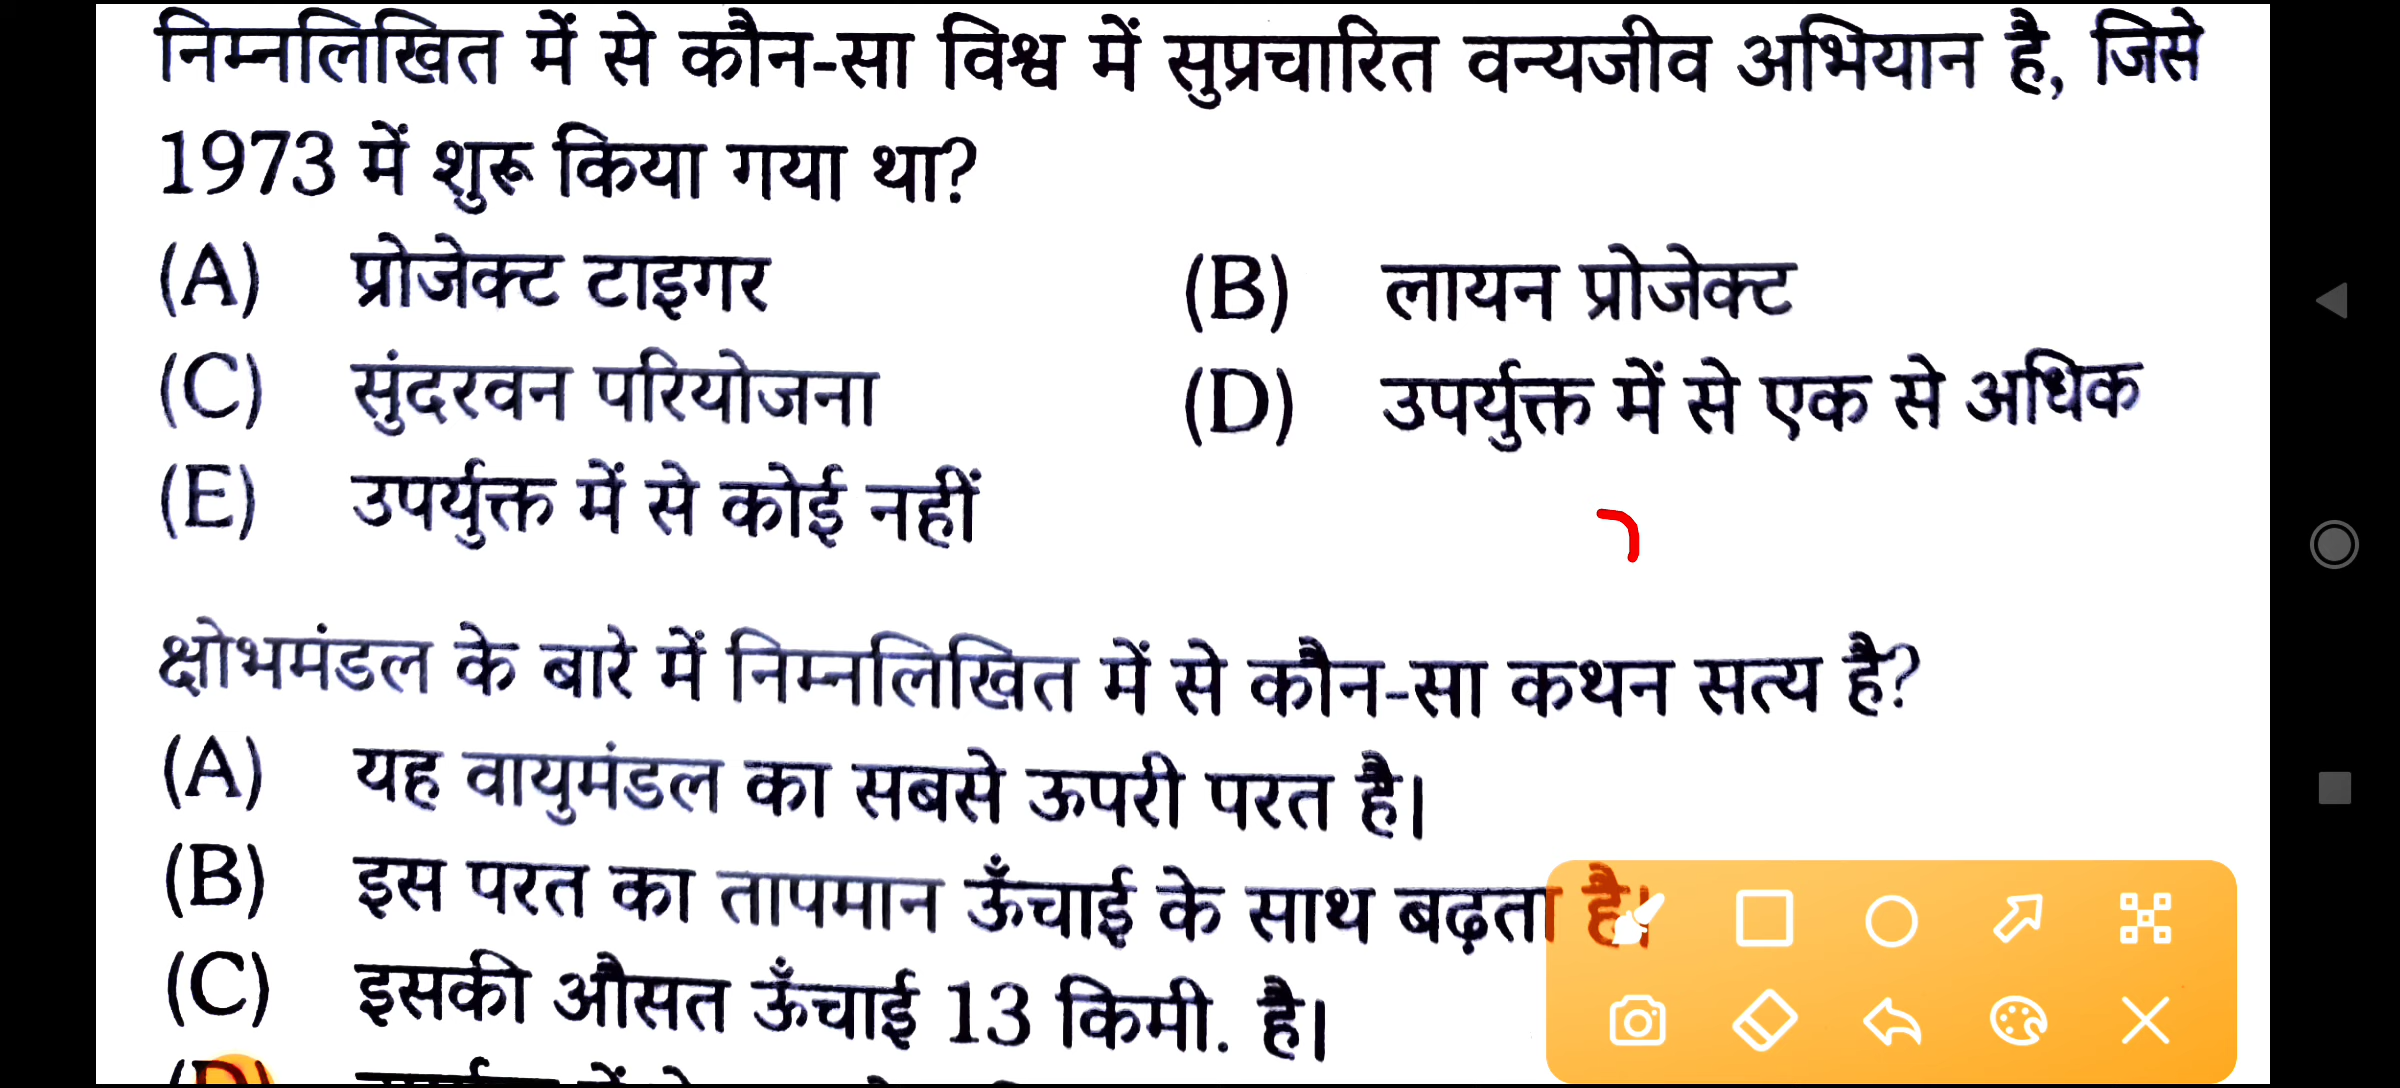 निम्नलिखित में से कौन-सा विश्व में सुप्रचारित वन्यजीव अभियान है, जिसे
1973 में शुरू किया गया था?
(A) प्रोजेक्ट टाइगर (B) लायन प्रोजेक्ट
(C) सुंदरवन परियोजना (D) उपर्युक्त में से एक से अधिक
(E) उपर्युक्त में से कोई नहीं
क्षोभमंडल के बारे में निम्नलिखित में से कौन-सा कथन सत्य है?
(A) यह वायुमंडल का सबसे ऊपरी परत है।
(B) इस परत का तापमान ऊँचाई के साथ बढ़ता है।
(C) इसकी औसत ऊँचाई 13 किमी. है।
(D)